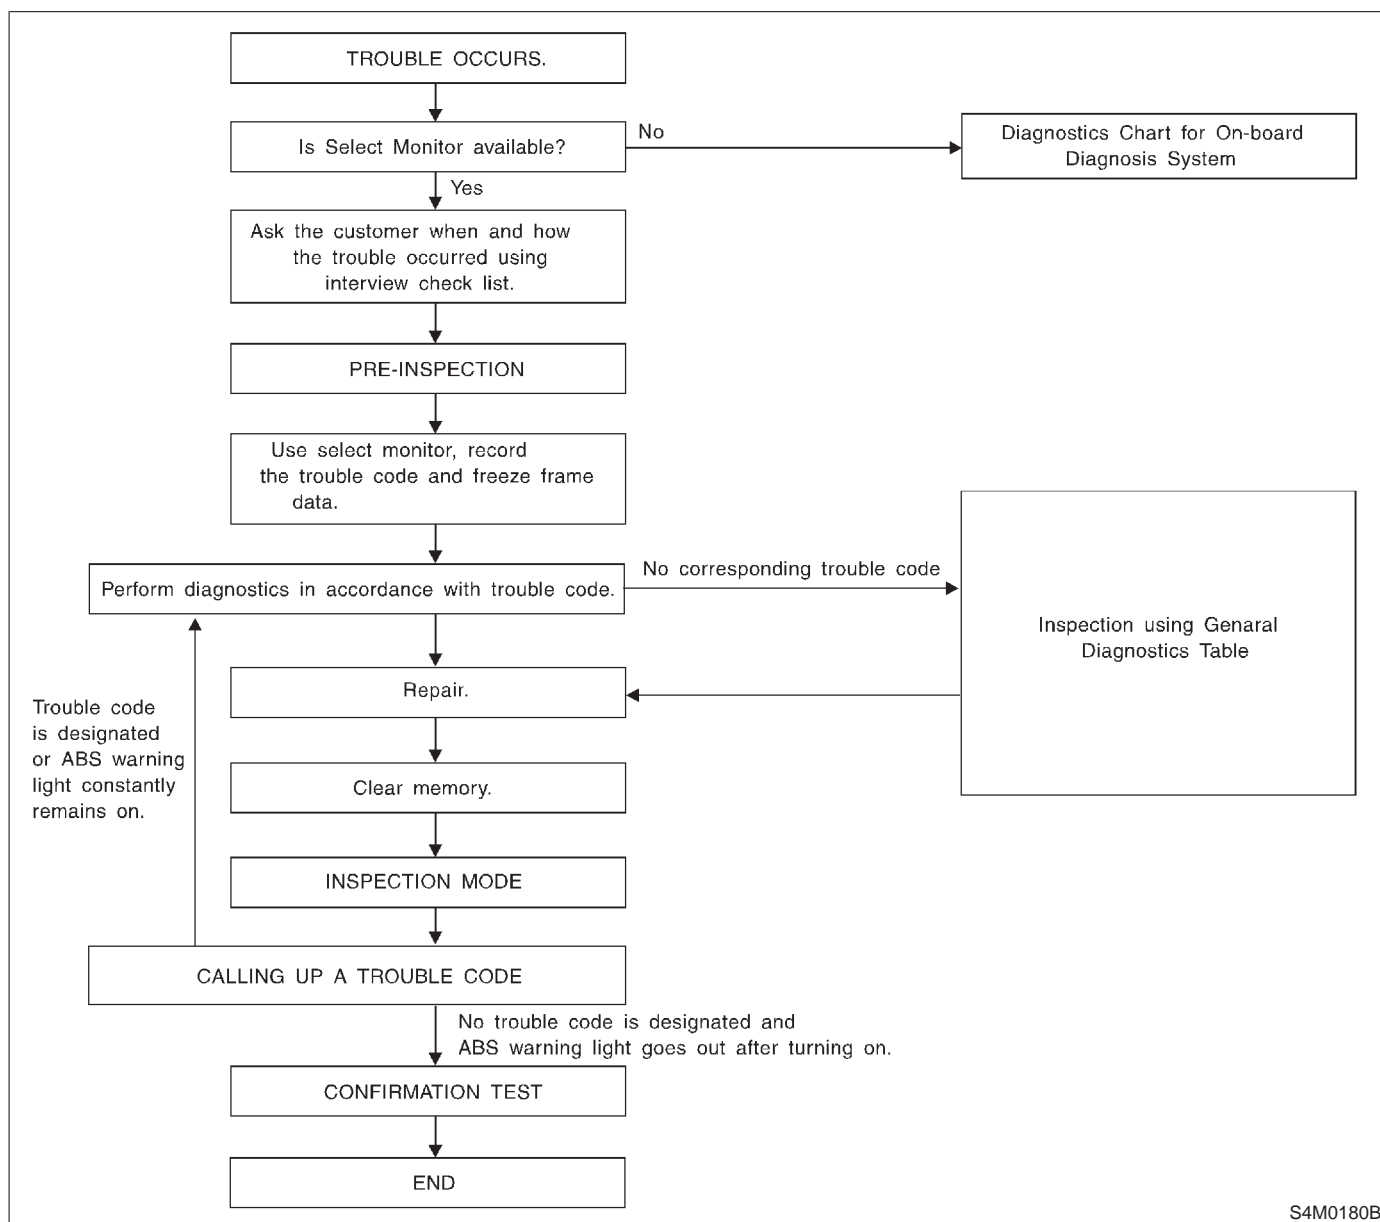 TROUBLE OCCURS.
Is Select Monitor available?
No
Diagnostics Chart for On-board
Diagnosis System
Yes
Ask the customer when and how
the trouble occurred using
interview check list.
PRE-INSPECTION
Use select monitor, record
the trouble code and freeze frame
data.
Perform diagnostics in accordance with trouble code.
No corresponding trouble code
Inspection using Genaral
Diagnostics Table
Repair.
Trouble code
is designated
or ABS warning
light constantly
remains on.
Clear memory.
INSPECTION MODE
CALLING UP A TROUBLE CODE
No trouble code is designated and
ABS warning light goes out after turning on.
CONFIRMATION TEST
END
S4M0180B